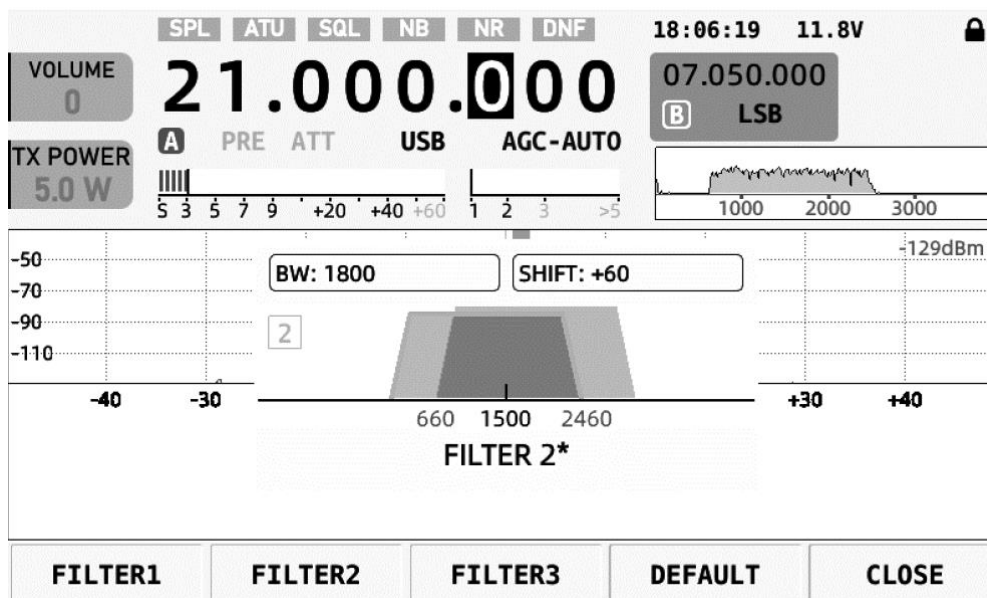 SPL ATU SQL NB NR DNF 18:06:19 11.8V
VOLUME
0
21.000.000
07.050.000
B LSB
A PRE ATT USB AGC-AUTO
TX POWER
5.0 W
S 3 5 7 9 +20 +40 +60 1 2 3 >5
1000 2000 3000
-129dBm
-50
-70
-90
-110
BW: 1800 SHIFT: +60
2
-40 -30 +30 +40
660 1500 2460
FILTER 2*
FILTER1 FILTER2 FILTER3 DEFAULT CLOSE